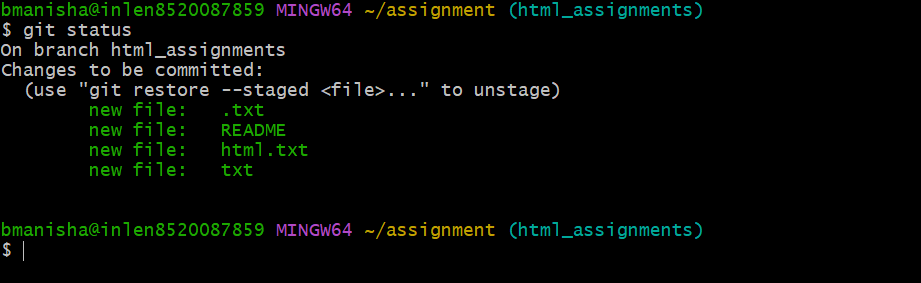 bmanisha@inlen8520087859 MINGW64 ~/assignment (html_assignments)
$ git status
On branch html_assignments
Changes to be committed:
  (use "git restore --staged <file>..." to unstage)
        new file:   .txt
        new file:   README
        new file:   html.txt
        new file:   txt
bmanisha@inlen8520087859 MINGW64 ~/assignment (html_assignments)
$